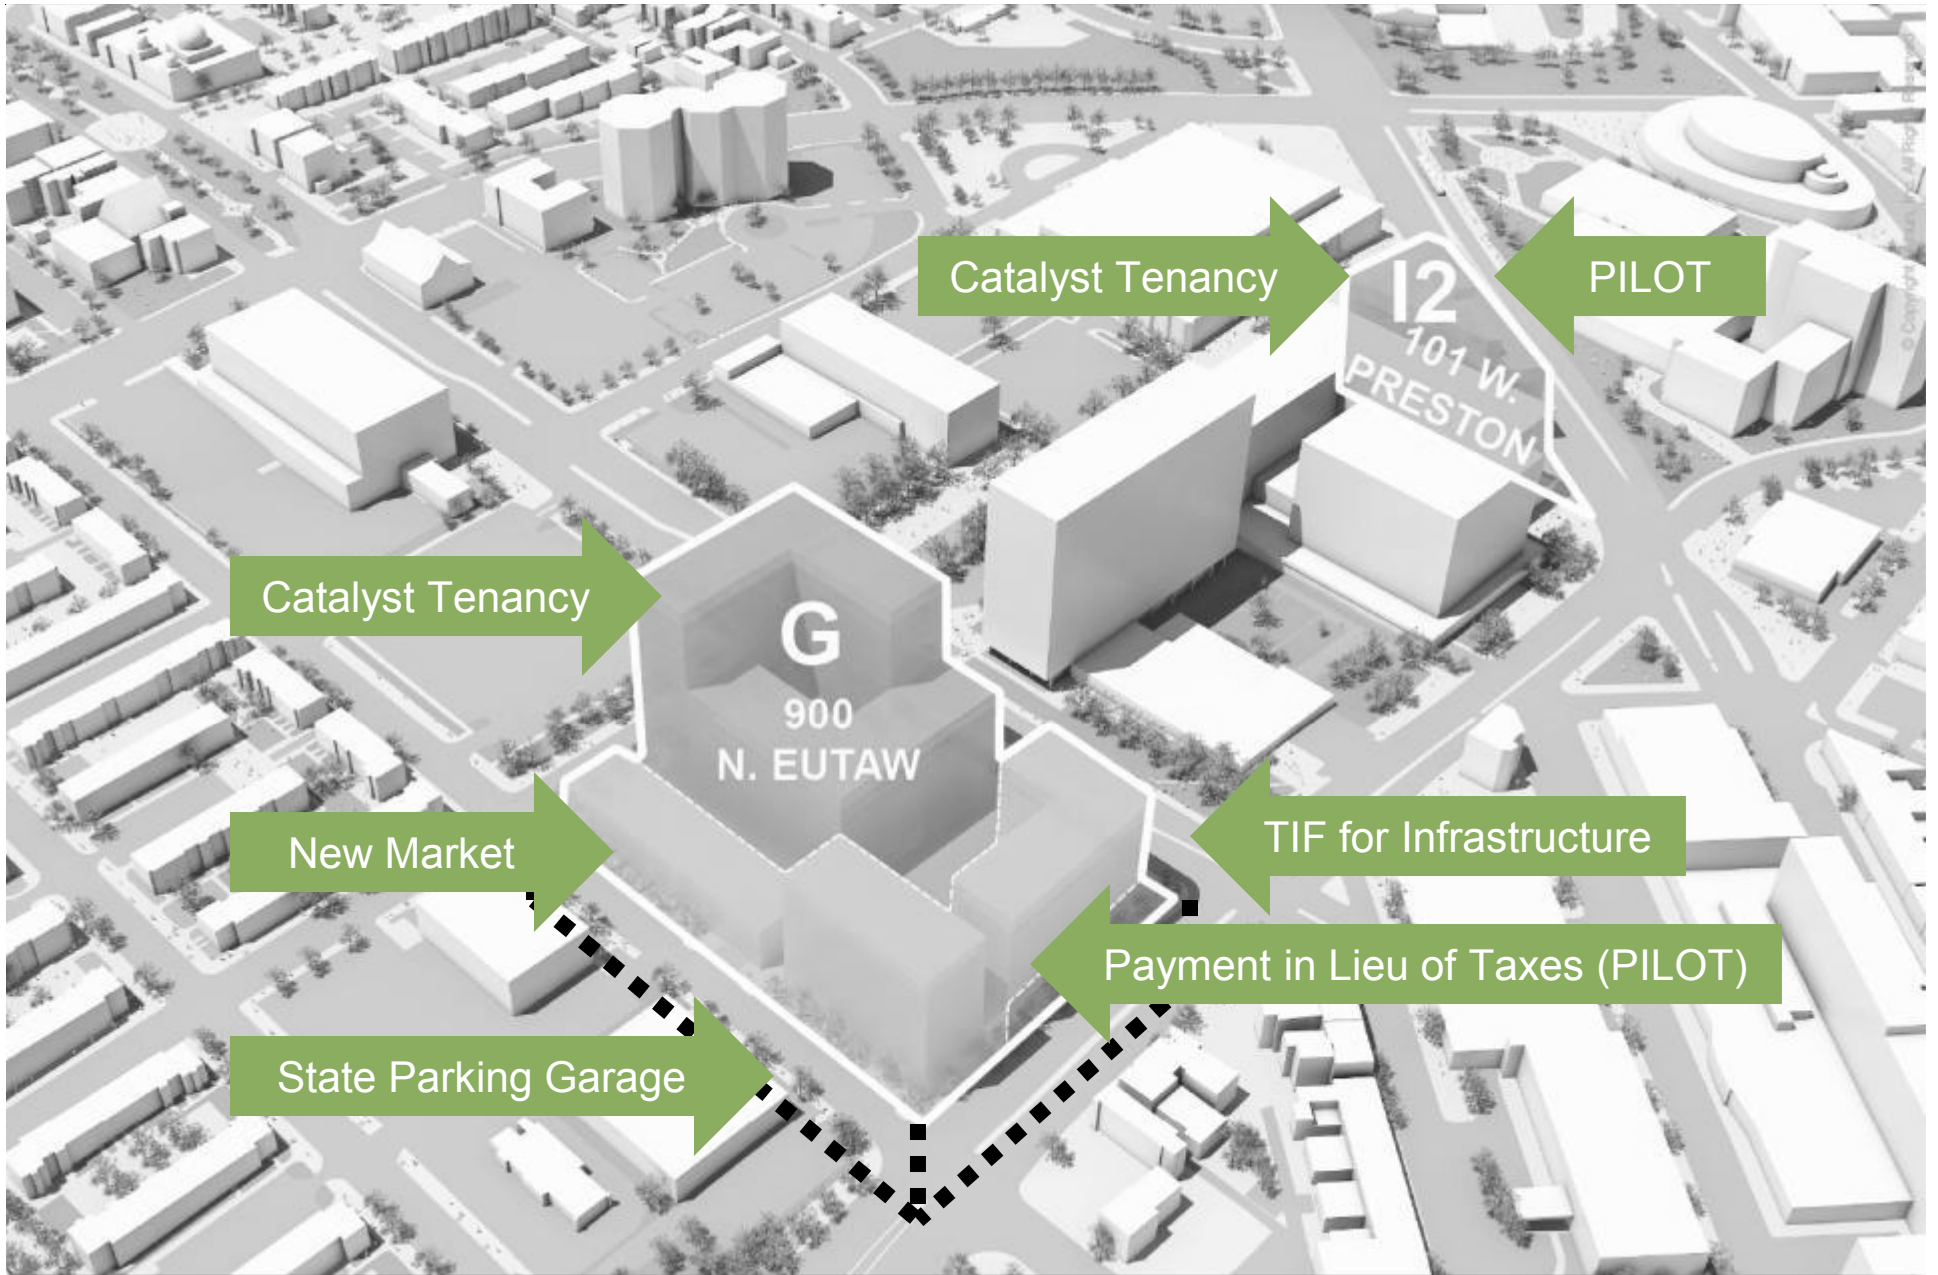 Catalyst Tenancy
I2
PILOT
101 W.
PRESTON
Catalyst Tenancy
G
900
N. EUTAW
New Market
TIF for Infrastructure
Payment in Lieu of Taxes (PILOT)
State Parking Garage